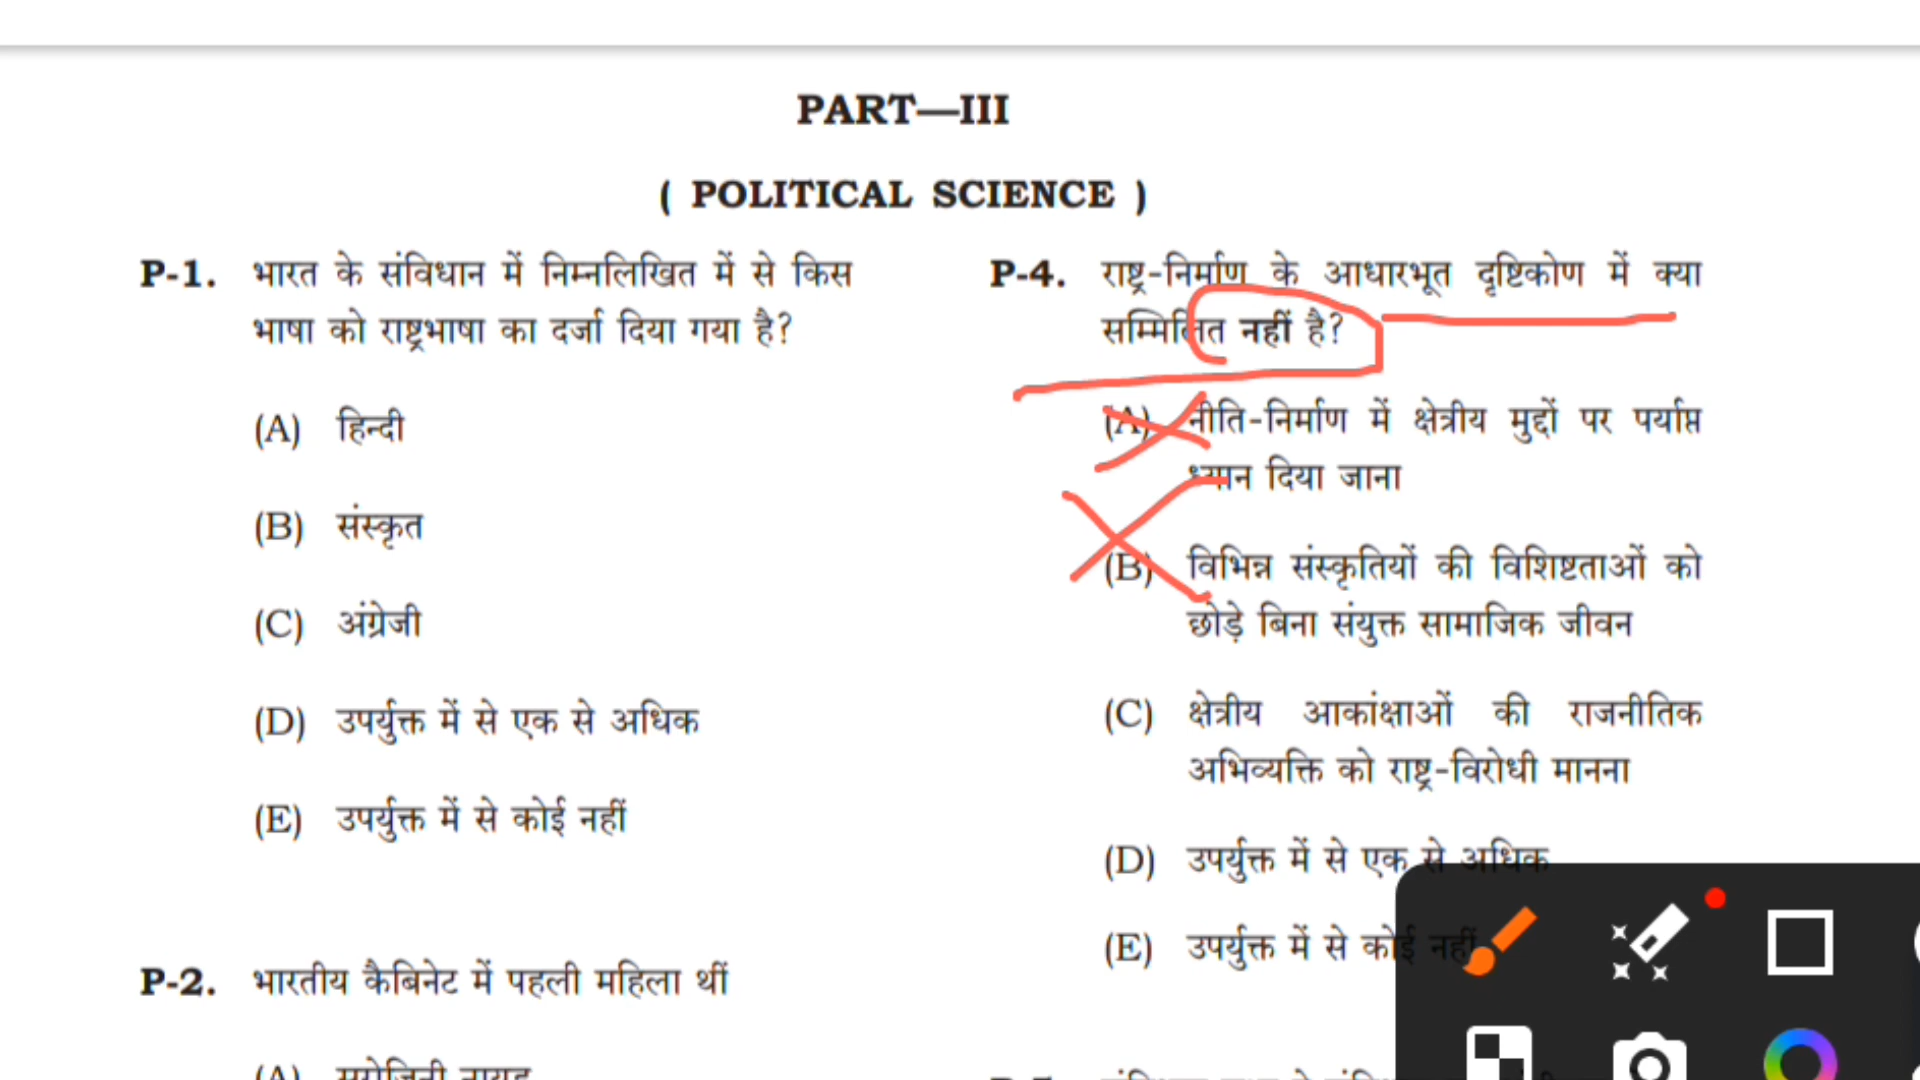 PART—III
( POLITICAL SCIENCE )
P-1. भारत के संविधान में निम्नलिखित में से किस
भाषा को राष्ट्रभाषा का दर्जा दिया गया है?
(A) हिन्दी
(B) संस्कृत
(C) अंग्रेजी
(D) उपर्युक्त में से एक से अधिक
(E) उपर्युक्त में से कोई नहीं
P-2. भारतीय कैबिनेट में पहली महिला थीं
P-4. राष्ट्र-निर्माण के आधारभूत दृष्टिकोण में क्या
सम्मिलित नहीं है?
(A) नीति-निर्माण में क्षेत्रीय मुद्दों पर पर्याप्त
ध्यान दिया जाना
(B) विभिन्न संस्कृतियों की विशिष्टताओं को
छोड़े बिना संयुक्त सामाजिक जीवन
(C) क्षेत्रीय आकांक्षाओं की राजनीतिक
अभिव्यक्ति को राष्ट्र-विरोधी मानना
(D) उपर्युक्त में से एक से अधिक
(E) उपर्युक्त में से कोई नहीं